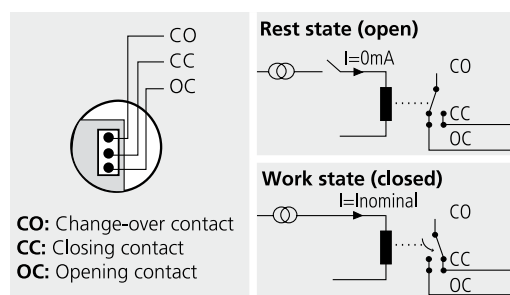 CO
CC
OC
CO: Change-over contact
CC: Closing contact
OC: Opening contact
Rest state (open)
I=0mA
CO
CC
OC
Work state (closed)
I=Inominal
CO
CC
OC